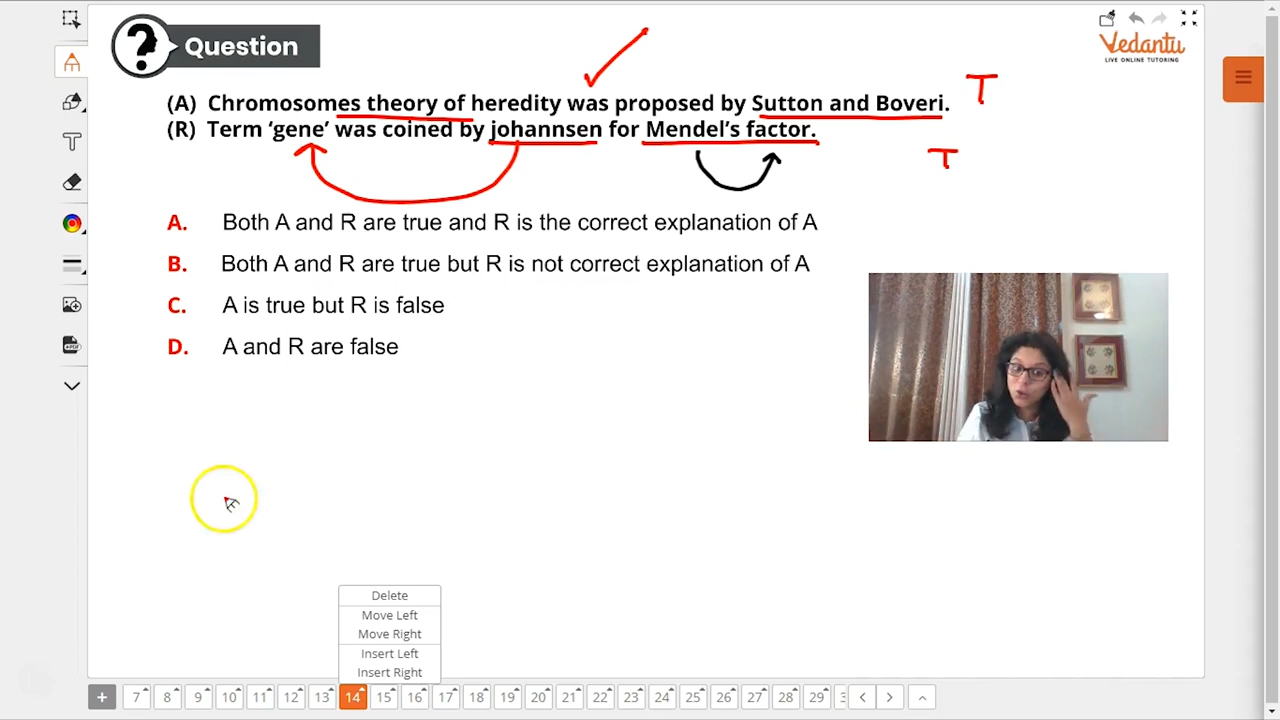 ?
Question
Vedantu
LIVE ONLINE TUTORING
(A) Chromosomes theory of heredity was proposed by Sutton and Boveri. T
(R) Term ‘gene’ was coined by johannsen for Mendel’s factor. T
A. Both A and R are true and R is the correct explanation of A
B. Both A and R are true but R is not correct explanation of A
C. A is true but R is false
D. A and R are false
T
+PDF
Delete
Move Left
Move Right
Insert Left
Insert Right
+ 7 8 9 10 11 12 13 14 15 16 17 18 19 20 21 22 23 24 25 26 27 28 29 3